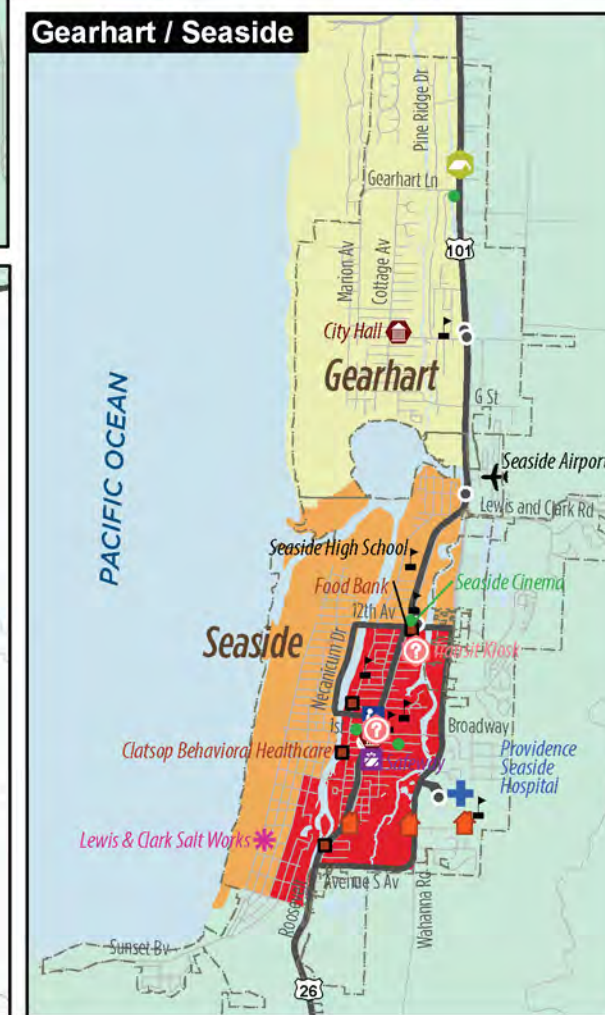 Gearhart / Seaside
Pine Ridge Dr
Gearhart Ln
101
Marion Av
Cottage Av
City Hall
Gearhart
G St
PACIFIC OCEAN
Seaside Airport
Lewis and Clark Rd
Seaside High School
Food Bank
Seaside Cinema
12th Av
Transit Kiosk
Seaside
Necanicum Dr
1st
Broadway
Clatsop Behavioral Healthcare
Safeway
Providence
Seaside
Hospital
Lewis & Clark Salt Works
Avenue S Av
Wahanna Rd
Sunset Bv
26